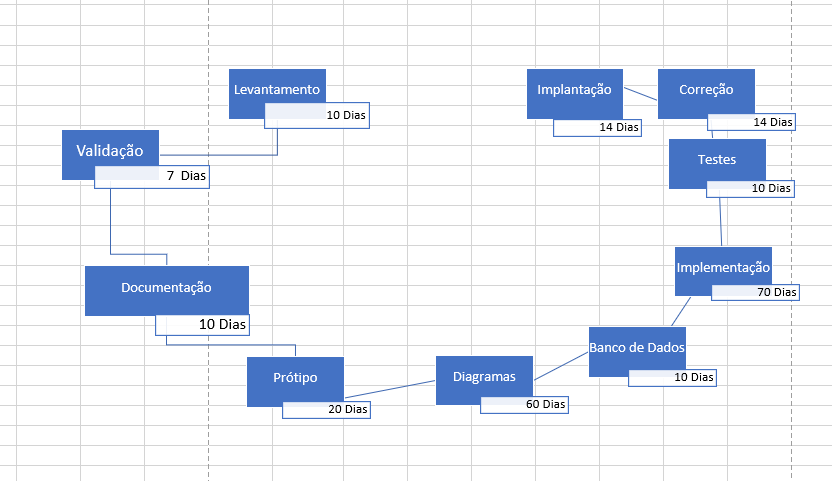 Levantamento
10 Dias
Validação
7  Dias
Documentação
10 Dias
Prótipo
20 Dias
Diagramas
60 Dias
Banco de Dados
10 Dias
Implementação
70 Dias
Testes
10 Dias
Correção
14 Dias
Implantação
14 Dias